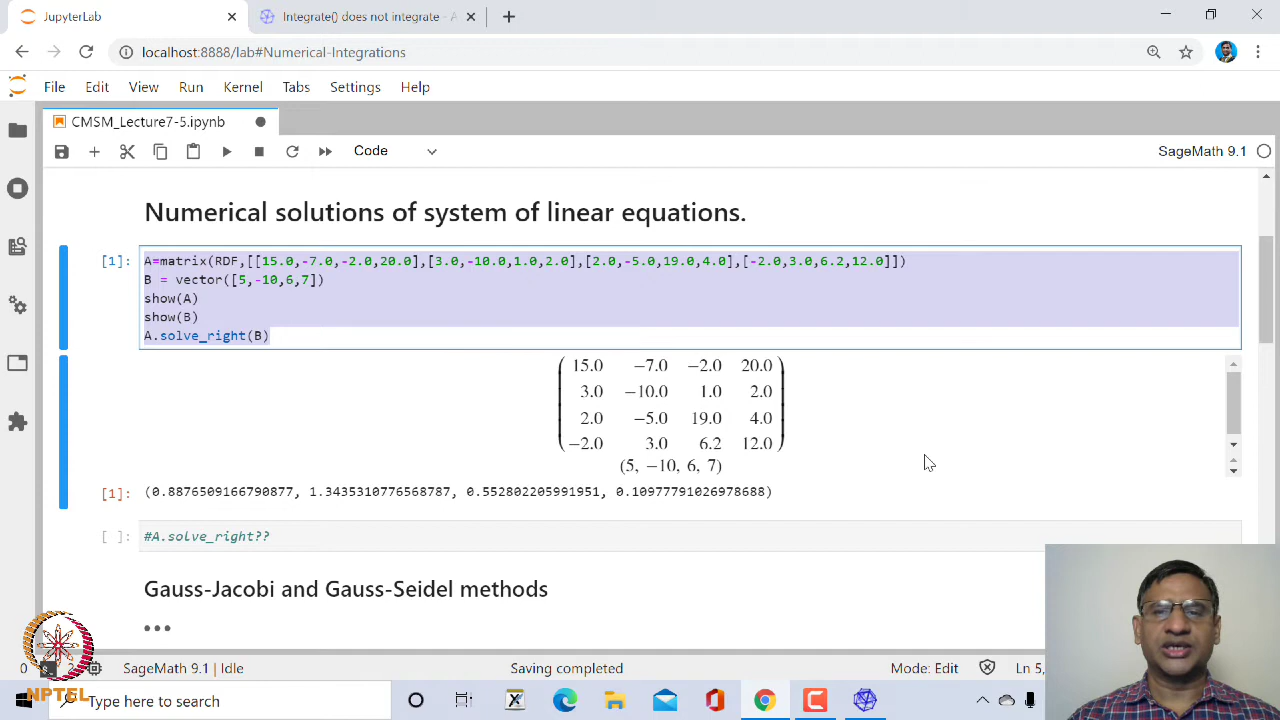 JupyterLab
Integrate() does not integrate - A
localhost:8888/lab#Numerical-Integrations
File Edit View Run Kernel Tabs Settings Help
CMSM_Lecture7-5.ipynb
Code
SageMath 9.1
Numerical solutions of system of linear equations.
[1]: A=matrix(RDF,[[15.0,-7.0,-2.0,20.0],[3.0,-10.0,1.0,2.0],[2.0,-5.0,19.0,4.0],[-2.0,3.0,6.2,12.0]])
B = vector([5,-10,6,7])
show(A)
show(B)
A.solve_right(B)
15.0 −7.0 −2.0 20.0
3.0 −10.0 1.0 2.0
2.0 −5.0 19.0 4.0
−2.0 3.0 6.2 12.0
(5, −10, 6, 7)
[1]: (0.8876509166790877, 1.3435310776568787, 0.552802205991951, 0.10977791026978688)
[ ]: #A.solve_right??
Gauss-Jacobi and Gauss-Seidel methods
•••
0 SageMath 9.1 | Idle Saving completed Mode: Edit Ln 5,
NPTEL
Type here to search